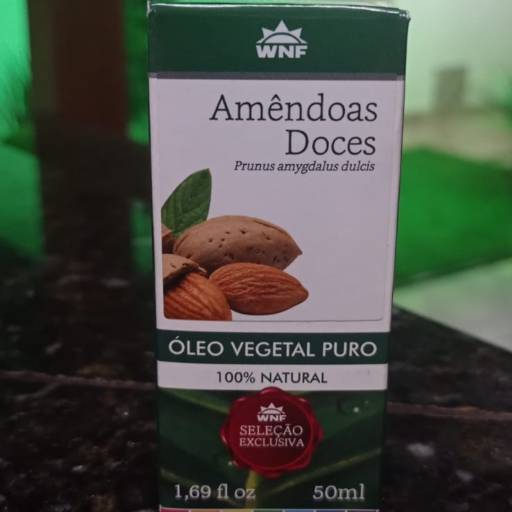 WNF
Amêndoas
Doces
Prunus amygdalus dulcis
ÓLEO VEGETAL PURO
100% NATURAL
WNF
SELEÇÃO
EXCLUSIVA
1,69 fl oz 50ml